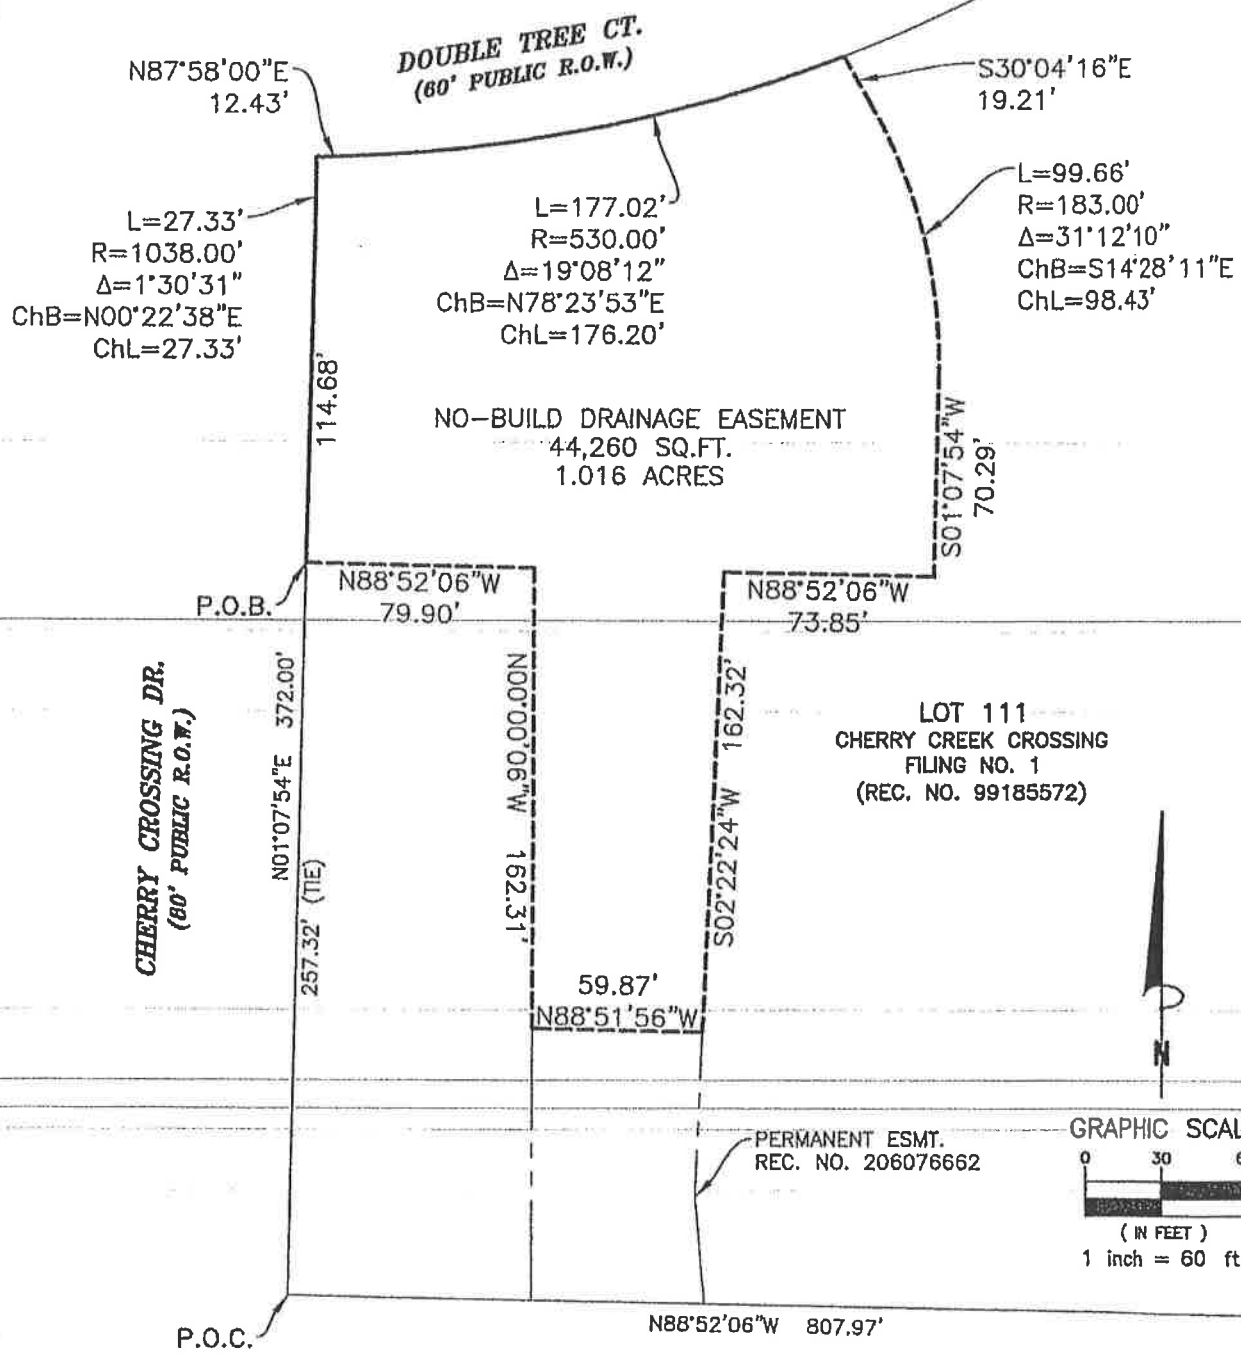 DOUBLE TREE CT.
(60' PUBLIC R.O.W.)
N87°58'00"E
12.43'
S30°04'16"E
19.21'
L=27.33'
R=1038.00'
Δ=1°30'31"
ChB=N00°22'38"E
ChL=27.33'
L=177.02'
R=530.00'
Δ=19°08'12"
ChB=N78°23'53"E
ChL=176.20'
L=99.66'
R=183.00'
Δ=31°12'10"
ChB=S14°28'11"E
ChL=98.43'
114.68'
NO-BUILD DRAINAGE EASEMENT
44,260 SQ.FT.
1.016 ACRES
S01°07'54"W
70.29'
P.O.B.
N88°52'06"W
79.90'
N88°52'06"W
73.85'
CHERRY CROSSING DR.
(80' PUBLIC R.O.W.)
N01°07'54"E 372.00'
257.32' (TIE)
N00°00'06"W 162.31'
S02°22'24"W 162.32'
LOT 111
CHERRY CREEK CROSSING
FILING NO. 1
(REC. NO. 99185572)
59.87'
N88°51'56"W
N
PERMANENT ESMT.
REC. NO. 206076662
GRAPHIC SCAL
0 30 6
( IN FEET )
1 inch = 60 ft
P.O.C.
N88°52'06"W 807.97'